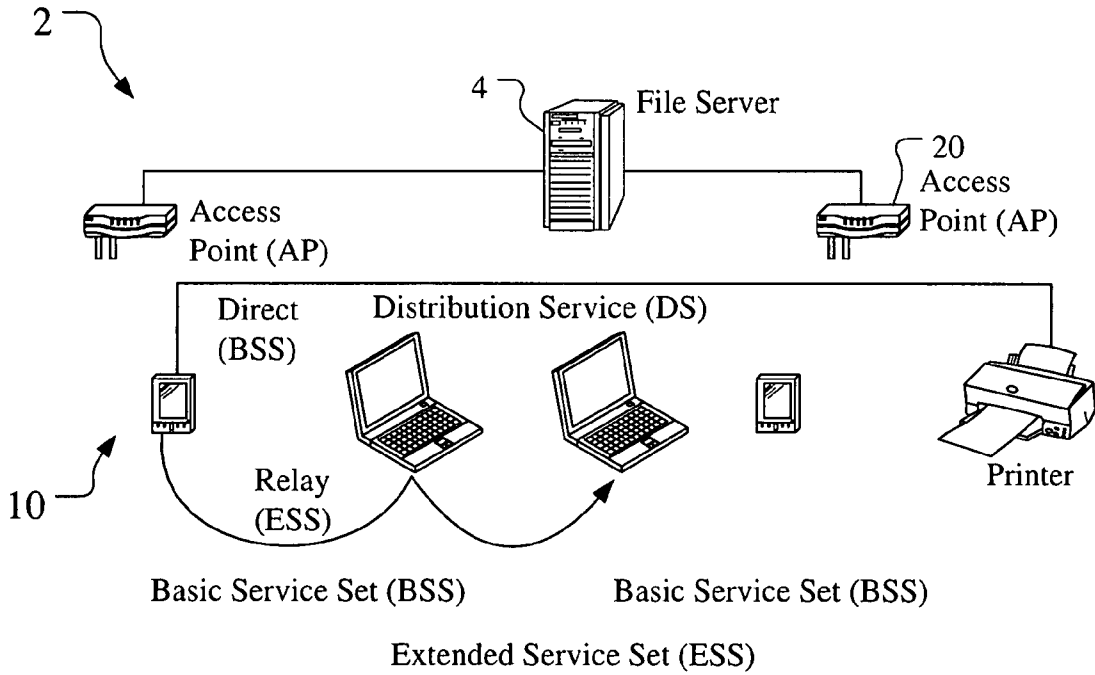 2
4
File Server
20
Access
Point (AP)
Access
Point (AP)
Direct
(BSS)
Distribution Service (DS)
10
Relay
(ESS)
Printer
Basic Service Set (BSS)
Basic Service Set (BSS)
Extended Service Set (ESS)